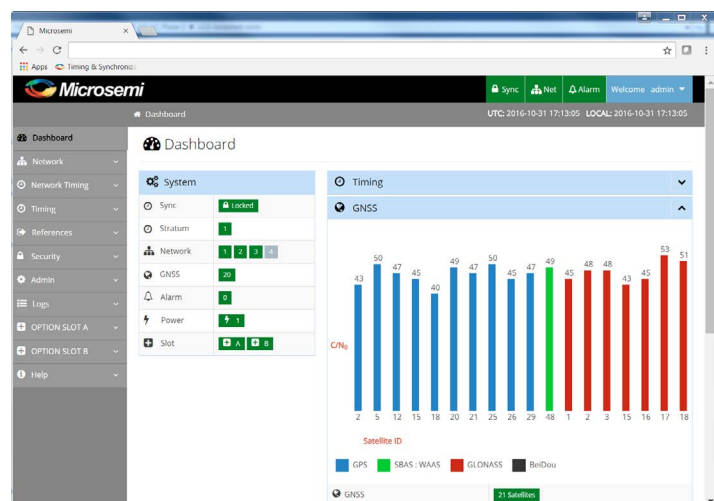 Microsemi
Apps Timing & Synchroni
Microsemi
Sync Net Alarm Welcome admin
Dashboard
UTC: 2016-10-31 17:13:05 LOCAL: 2016-10-31 17:13:05
Dashboard
Network
Network Timing
Timing
References
Security
Admin
Logs
OPTION SLOT A
OPTION SLOT B
Help
Dashboard
System
Sync Locked
Stratum 1
Network 1 2 3 4
GNSS 20
Alarm 0
Power 1
Slot A B
Timing
GNSS
43 50 47 45 40 49 47 50 45 47 49 45 48 48 43 45 53 51
C/N0
2 5 12 15 18 20 21 25 26 29 48 1 2 3 15 16 17 18
Satellite ID
GPS SBAS : WAAS GLONASS BeiDou
GNSS 21 Satellites